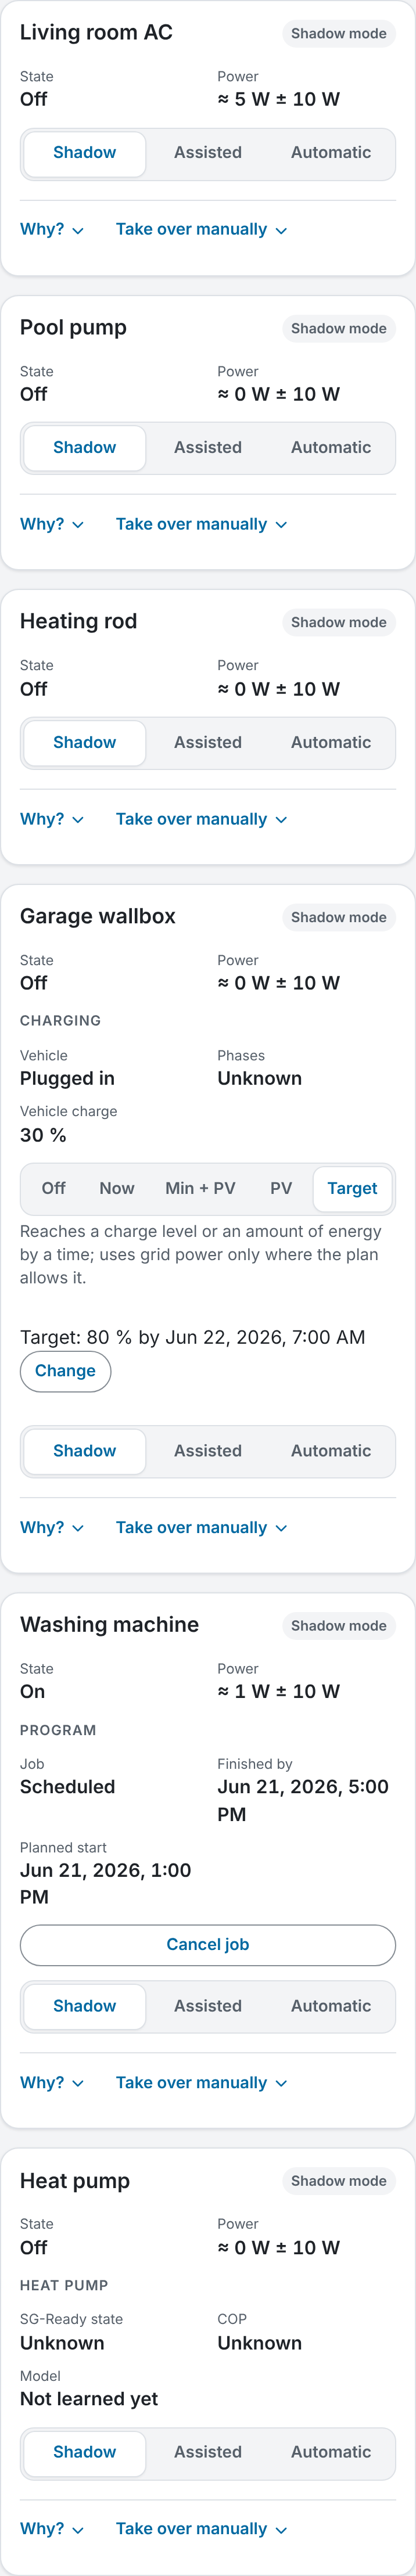 Living room AC
Shadow mode
State
Power
Off
≈ 5 W ± 10 W
Shadow
Assisted
Automatic
Why?
Take over manually
Pool pump
Shadow mode
State
Power
Off
≈ 0 W ± 10 W
Shadow
Assisted
Automatic
Why?
Take over manually
Heating rod
Shadow mode
State
Power
Off
≈ 0 W ± 10 W
Shadow
Assisted
Automatic
Why?
Take over manually
Garage wallbox
Shadow mode
State
Power
Off
≈ 0 W ± 10 W
CHARGING
Vehicle
Phases
Plugged in
Unknown
Vehicle charge
30 %
Off
Now
Min + PV
PV
Target
Reaches a charge level or an amount of energy
by a time; uses grid power only where the plan
allows it.
Target: 80 % by Jun 22, 2026, 7:00 AM
Change
Shadow
Assisted
Automatic
Why?
Take over manually
Washing machine
Shadow mode
State
Power
On
≈ 1 W ± 10 W
PROGRAM
Job
Finished by
Scheduled
Jun 21, 2026, 5:00
PM
Planned start
Jun 21, 2026, 1:00
PM
Cancel job
Shadow
Assisted
Automatic
Why?
Take over manually
Heat pump
Shadow mode
State
Power
Off
≈ 0 W ± 10 W
HEAT PUMP
SG-Ready state
COP
Unknown
Unknown
Model
Not learned yet
Shadow
Assisted
Automatic
Why?
Take over manually